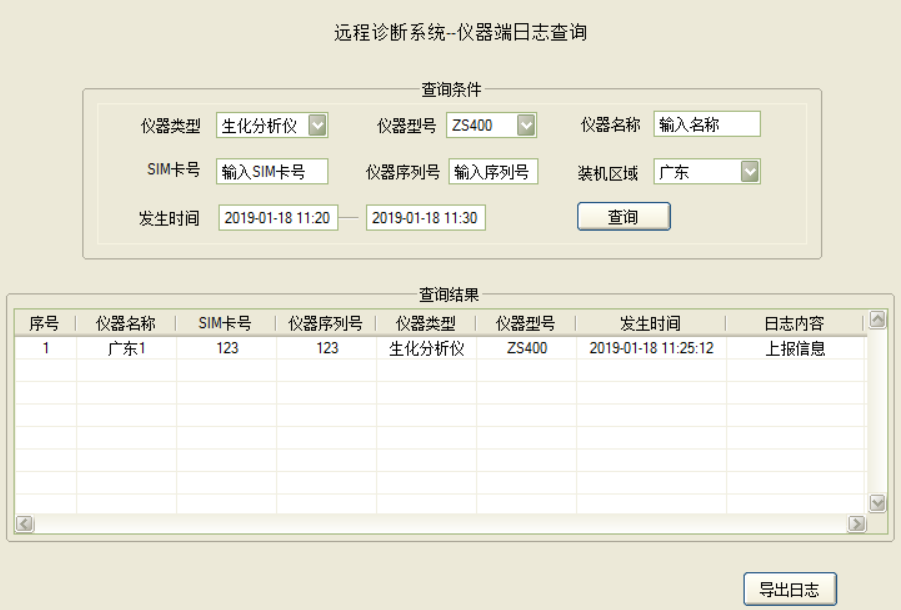 远程诊断系统--仪器端日志查询
查询条件
仪器类型 生化分析仪 仪器型号 ZS400 仪器名称 输入名称
SIM卡号 输入SIM卡号 仪器序列号 输入序列号 装机区域 广东
发生时间 2019-01-18 11:20 — 2019-01-18 11:30 查询
查询结果
序号 仪器名称 SIM卡号 仪器序列号 仪器类型 仪器型号 发生时间 日志内容
1 广东1 123 123 生化分析仪 ZS400 2019-01-18 11:25:12 上报信息
导出日志